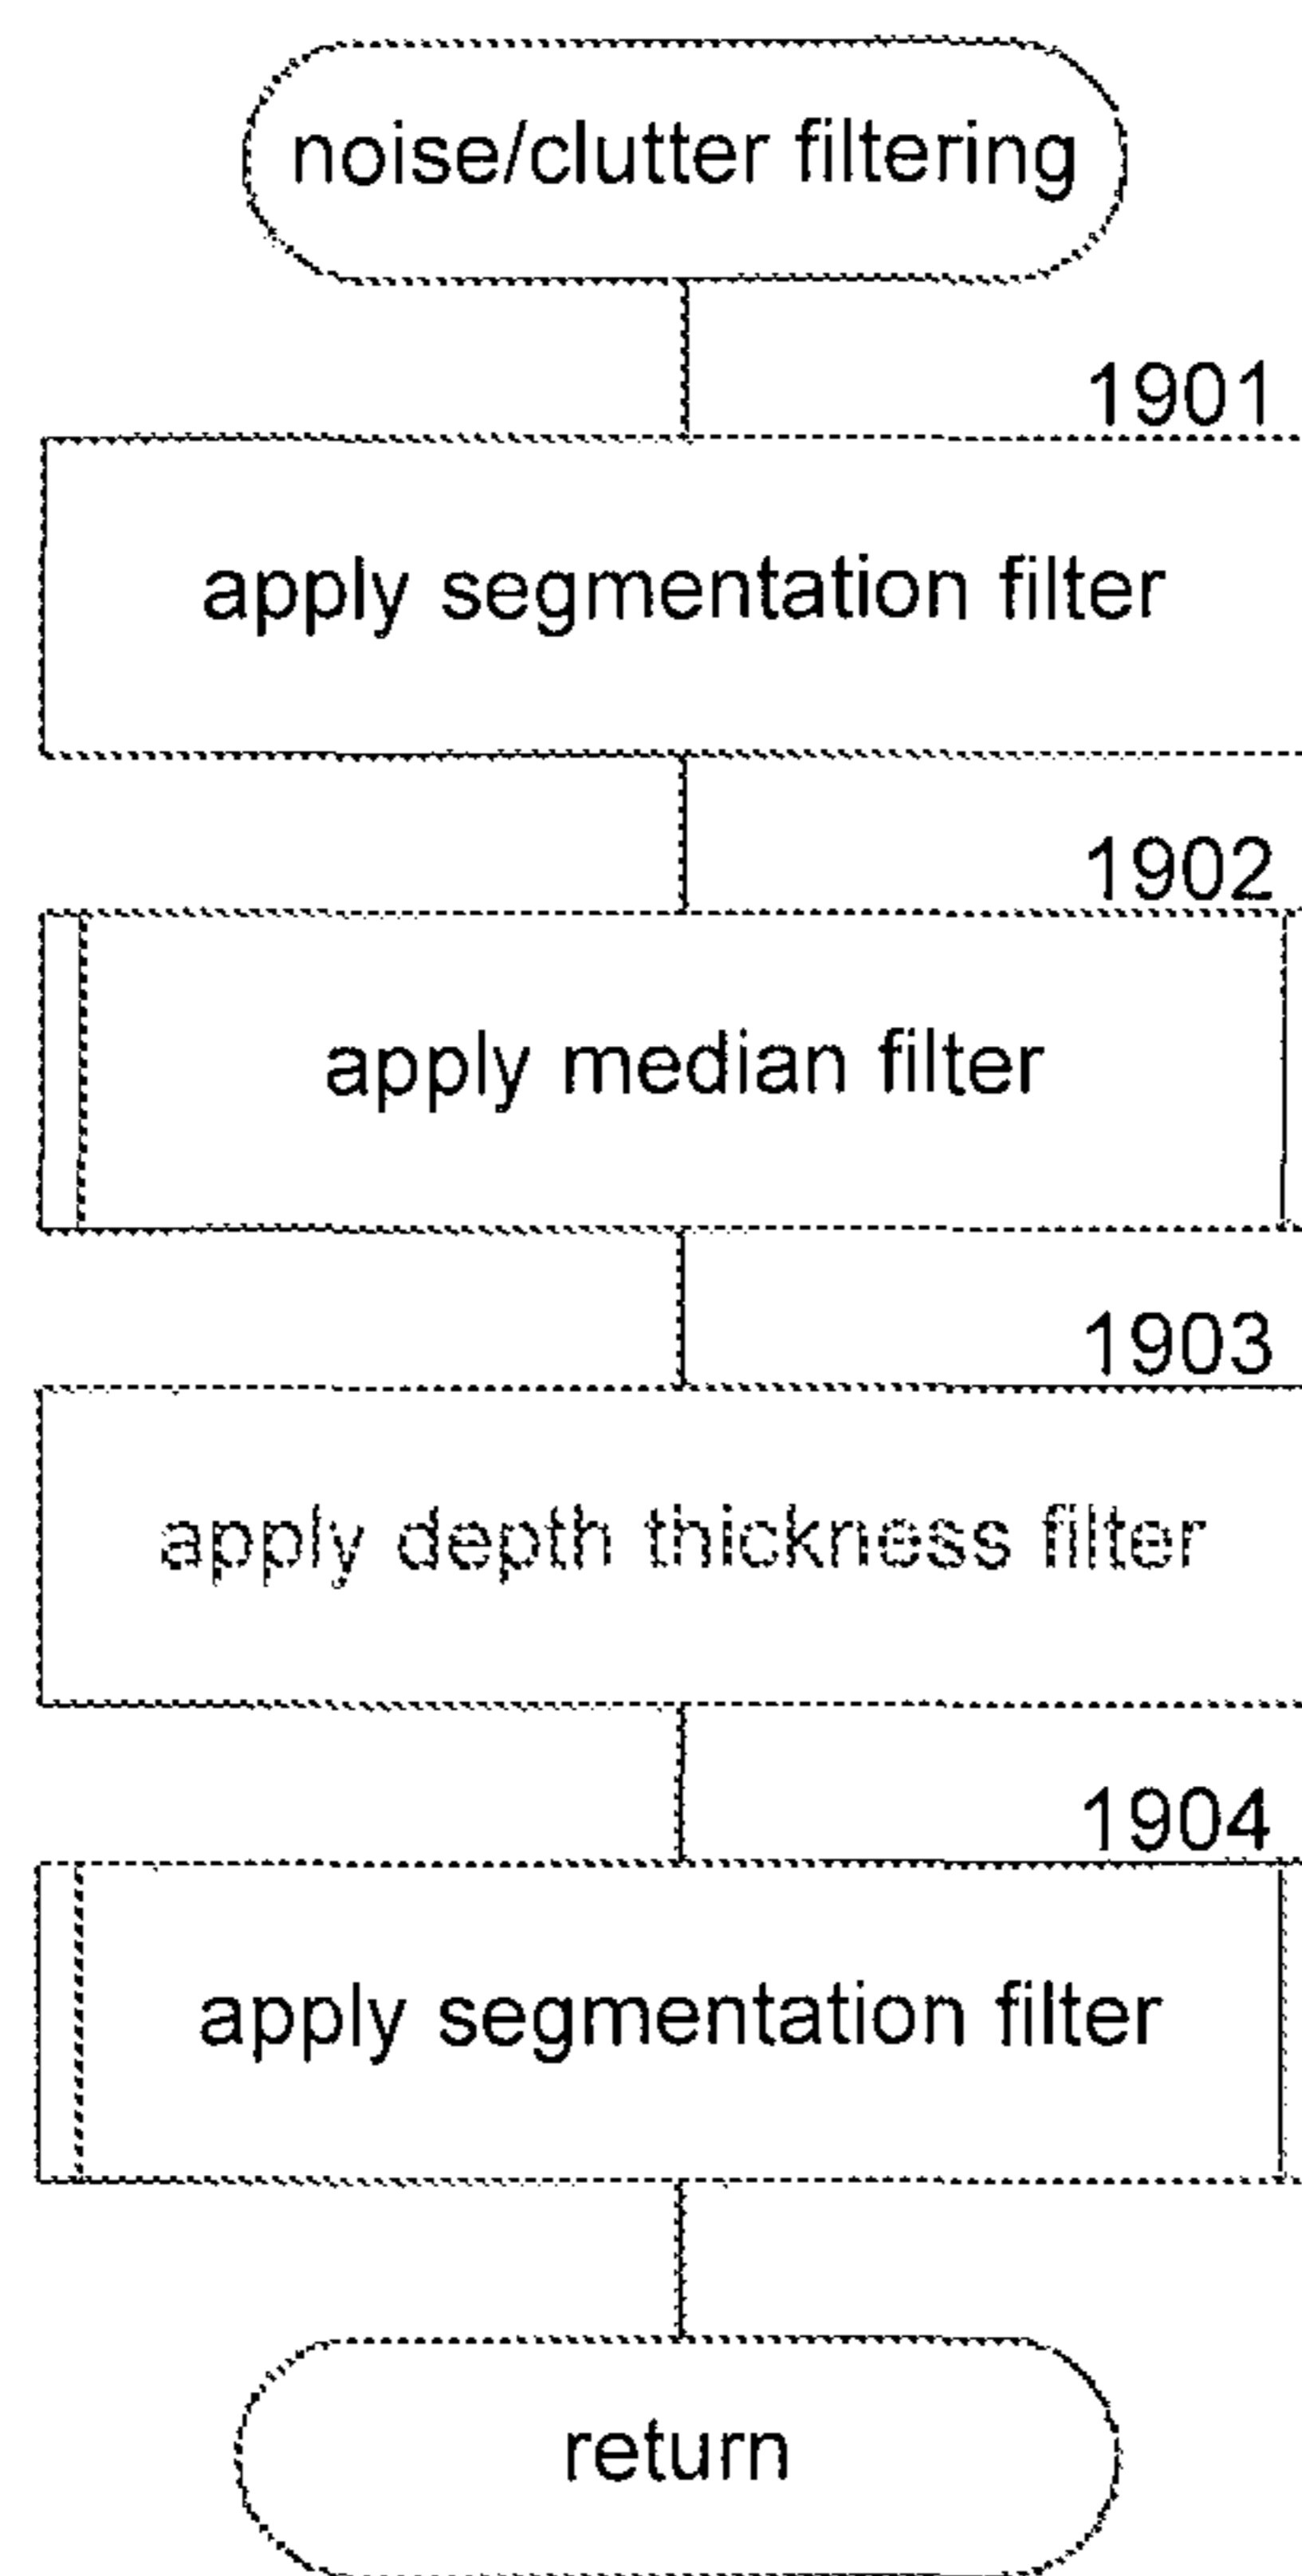 noise/clutter filtering
1901
apply segmentation filter
1902
apply median filter
1903
apply depth thickness filter
1904
apply segmentation filter
return